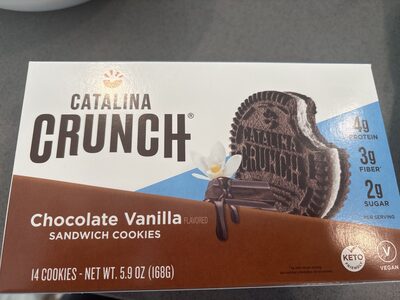 CATALINA
CRUNCH®
CATALINA
CRUNCH
4g
PROTEIN
3g
FIBER
2g
SUGAR
PER SERVING
Chocolate Vanilla FLAVORED
SANDWICH COOKIES
14 COOKIES - NET WT. 5.9 OZ (168G)
KETO
VEGAN